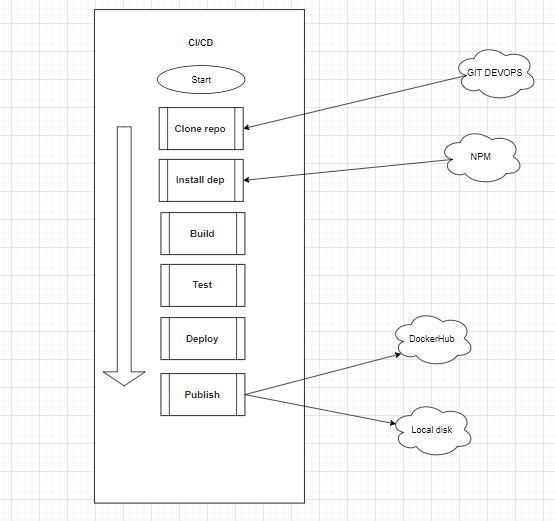 CI/CD
Start
GIT DEVOPS
Clone repo
NPM
Install dep
Build
Test
Deploy
DockerHub
Publish
Local disk